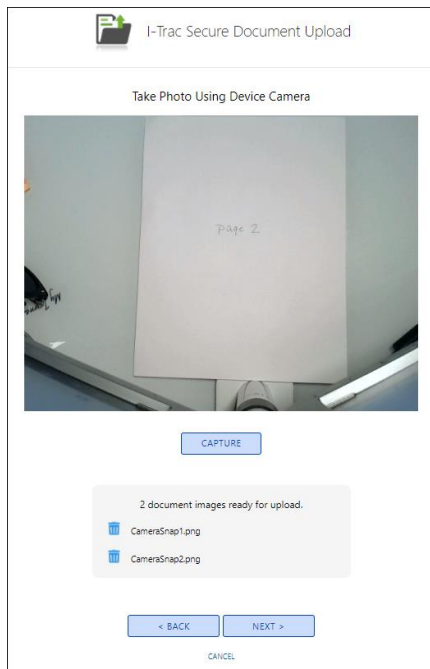 I-Trac Secure Document Upload
Take Photo Using Device Camera
page 2
CAPTURE
2 document images ready for upload.
CameraSnap1.png
CameraSnap2.png
< BACK
NEXT >
CANCEL